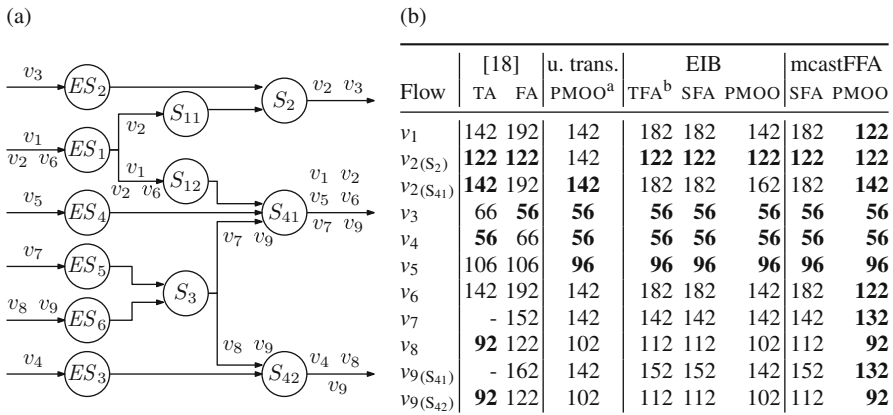 (a)
v3
ES2
S2
v2 v3
S11
v2
v1
v2 v6
ES1
v1
v2 v6
S12
v1 v2
v5
ES4
S41
v5 v6
v7 v9
v7 v9
v7
ES5
S3
v8 v9
ES6
v8 v9
v4
ES3
S42
v4 v8
v9
(b)
[18] u. trans. EIB mcastFFA
Flow TA FA PMOOa TFAb SFA PMOO SFA PMOO
v1 142 192 142 182 182 142 182 122
v2(S2) 122 122 142 122 122 122 122 122
v2(S41) 142 192 142 182 182 162 182 142
v3 66 56 56 56 56 56 56 56
v4 56 66 56 56 56 56 56 56
v5 106 106 96 96 96 96 96 96
v6 142 192 142 182 182 142 182 122
v7 - 152 142 142 142 142 142 132
v8 92 122 102 112 112 102 112 92
v9(S41) - 162 142 152 152 142 152 132
v9(S42) 92 122 102 112 112 102 112 92